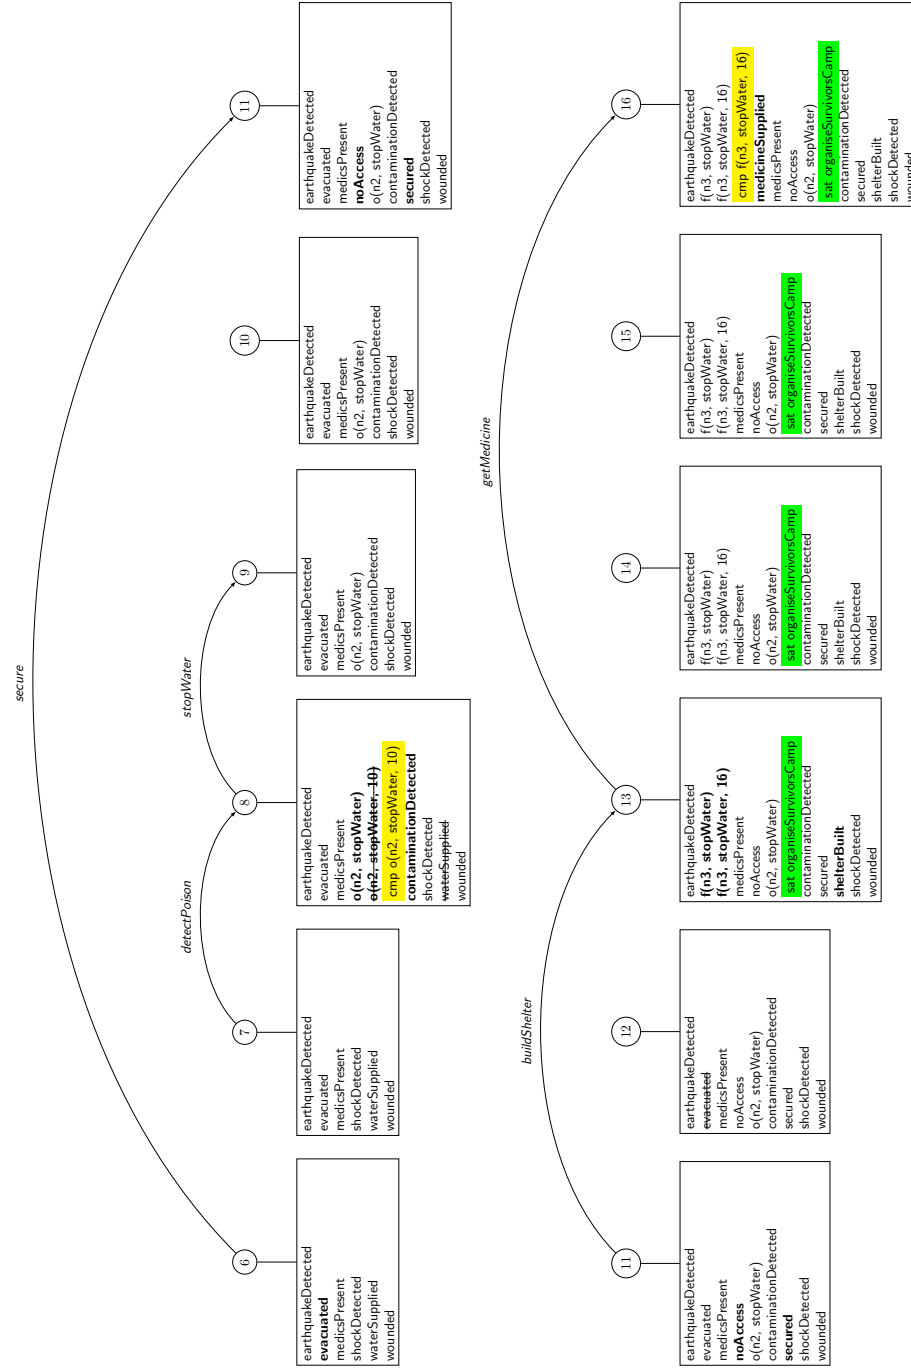 secure
detectPoison
stopWater
6
7
8
9
10
11
earthquakeDetected
evacuated
medicsPresent
shockDetected
waterSupplied
wounded
earthquakeDetected
evacuated
medicsPresent
shockDetected
waterSupplied
wounded
earthquakeDetected
evacuated
medicsPresent
o(n2, stopWater)
o(n2, stopWater, 10)
cmp o(n2, stopWater, 10)
contaminationDetected
shockDetected
waterSupplied
wounded
earthquakeDetected
evacuated
medicsPresent
o(n2, stopWater)
contaminationDetected
shockDetected
wounded
earthquakeDetected
evacuated
medicsPresent
o(n2, stopWater)
contaminationDetected
shockDetected
wounded
earthquakeDetected
evacuated
medicsPresent
noAccess
o(n2, stopWater)
contaminationDetected
secured
shockDetected
wounded
buildShelter
getMedicine
11
12
13
14
15
16
earthquakeDetected
evacuated
medicsPresent
noAccess
o(n2, stopWater)
contaminationDetected
secured
shockDetected
wounded
earthquakeDetected
evacuated
medicsPresent
noAccess
o(n2, stopWater)
contaminationDetected
secured
shockDetected
wounded
earthquakeDetected
f(n3, stopWater)
f(n3, stopWater, 16)
medicsPresent
noAccess
o(n2, stopWater)
sat organiseSurvivorsCamp
contaminationDetected
secured
shelterBuilt
shockDetected
wounded
earthquakeDetected
f(n3, stopWater)
f(n3, stopWater, 16)
medicsPresent
noAccess
o(n2, stopWater)
sat organiseSurvivorsCamp
contaminationDetected
secured
shelterBuilt
shockDetected
wounded
earthquakeDetected
f(n3, stopWater)
f(n3, stopWater, 16)
medicsPresent
noAccess
o(n2, stopWater)
sat organiseSurvivorsCamp
contaminationDetected
secured
shelterBuilt
shockDetected
wounded
earthquakeDetected
f(n3, stopWater)
f(n3, stopWater, 16)
cmp f(n3, stopWater, 16)
medicineSupplied
medicsPresent
noAccess
o(n2, stopWater)
sat organiseSurvivorsCamp
contaminationDetected
secured
shelterBuilt
shockDetected
wounded